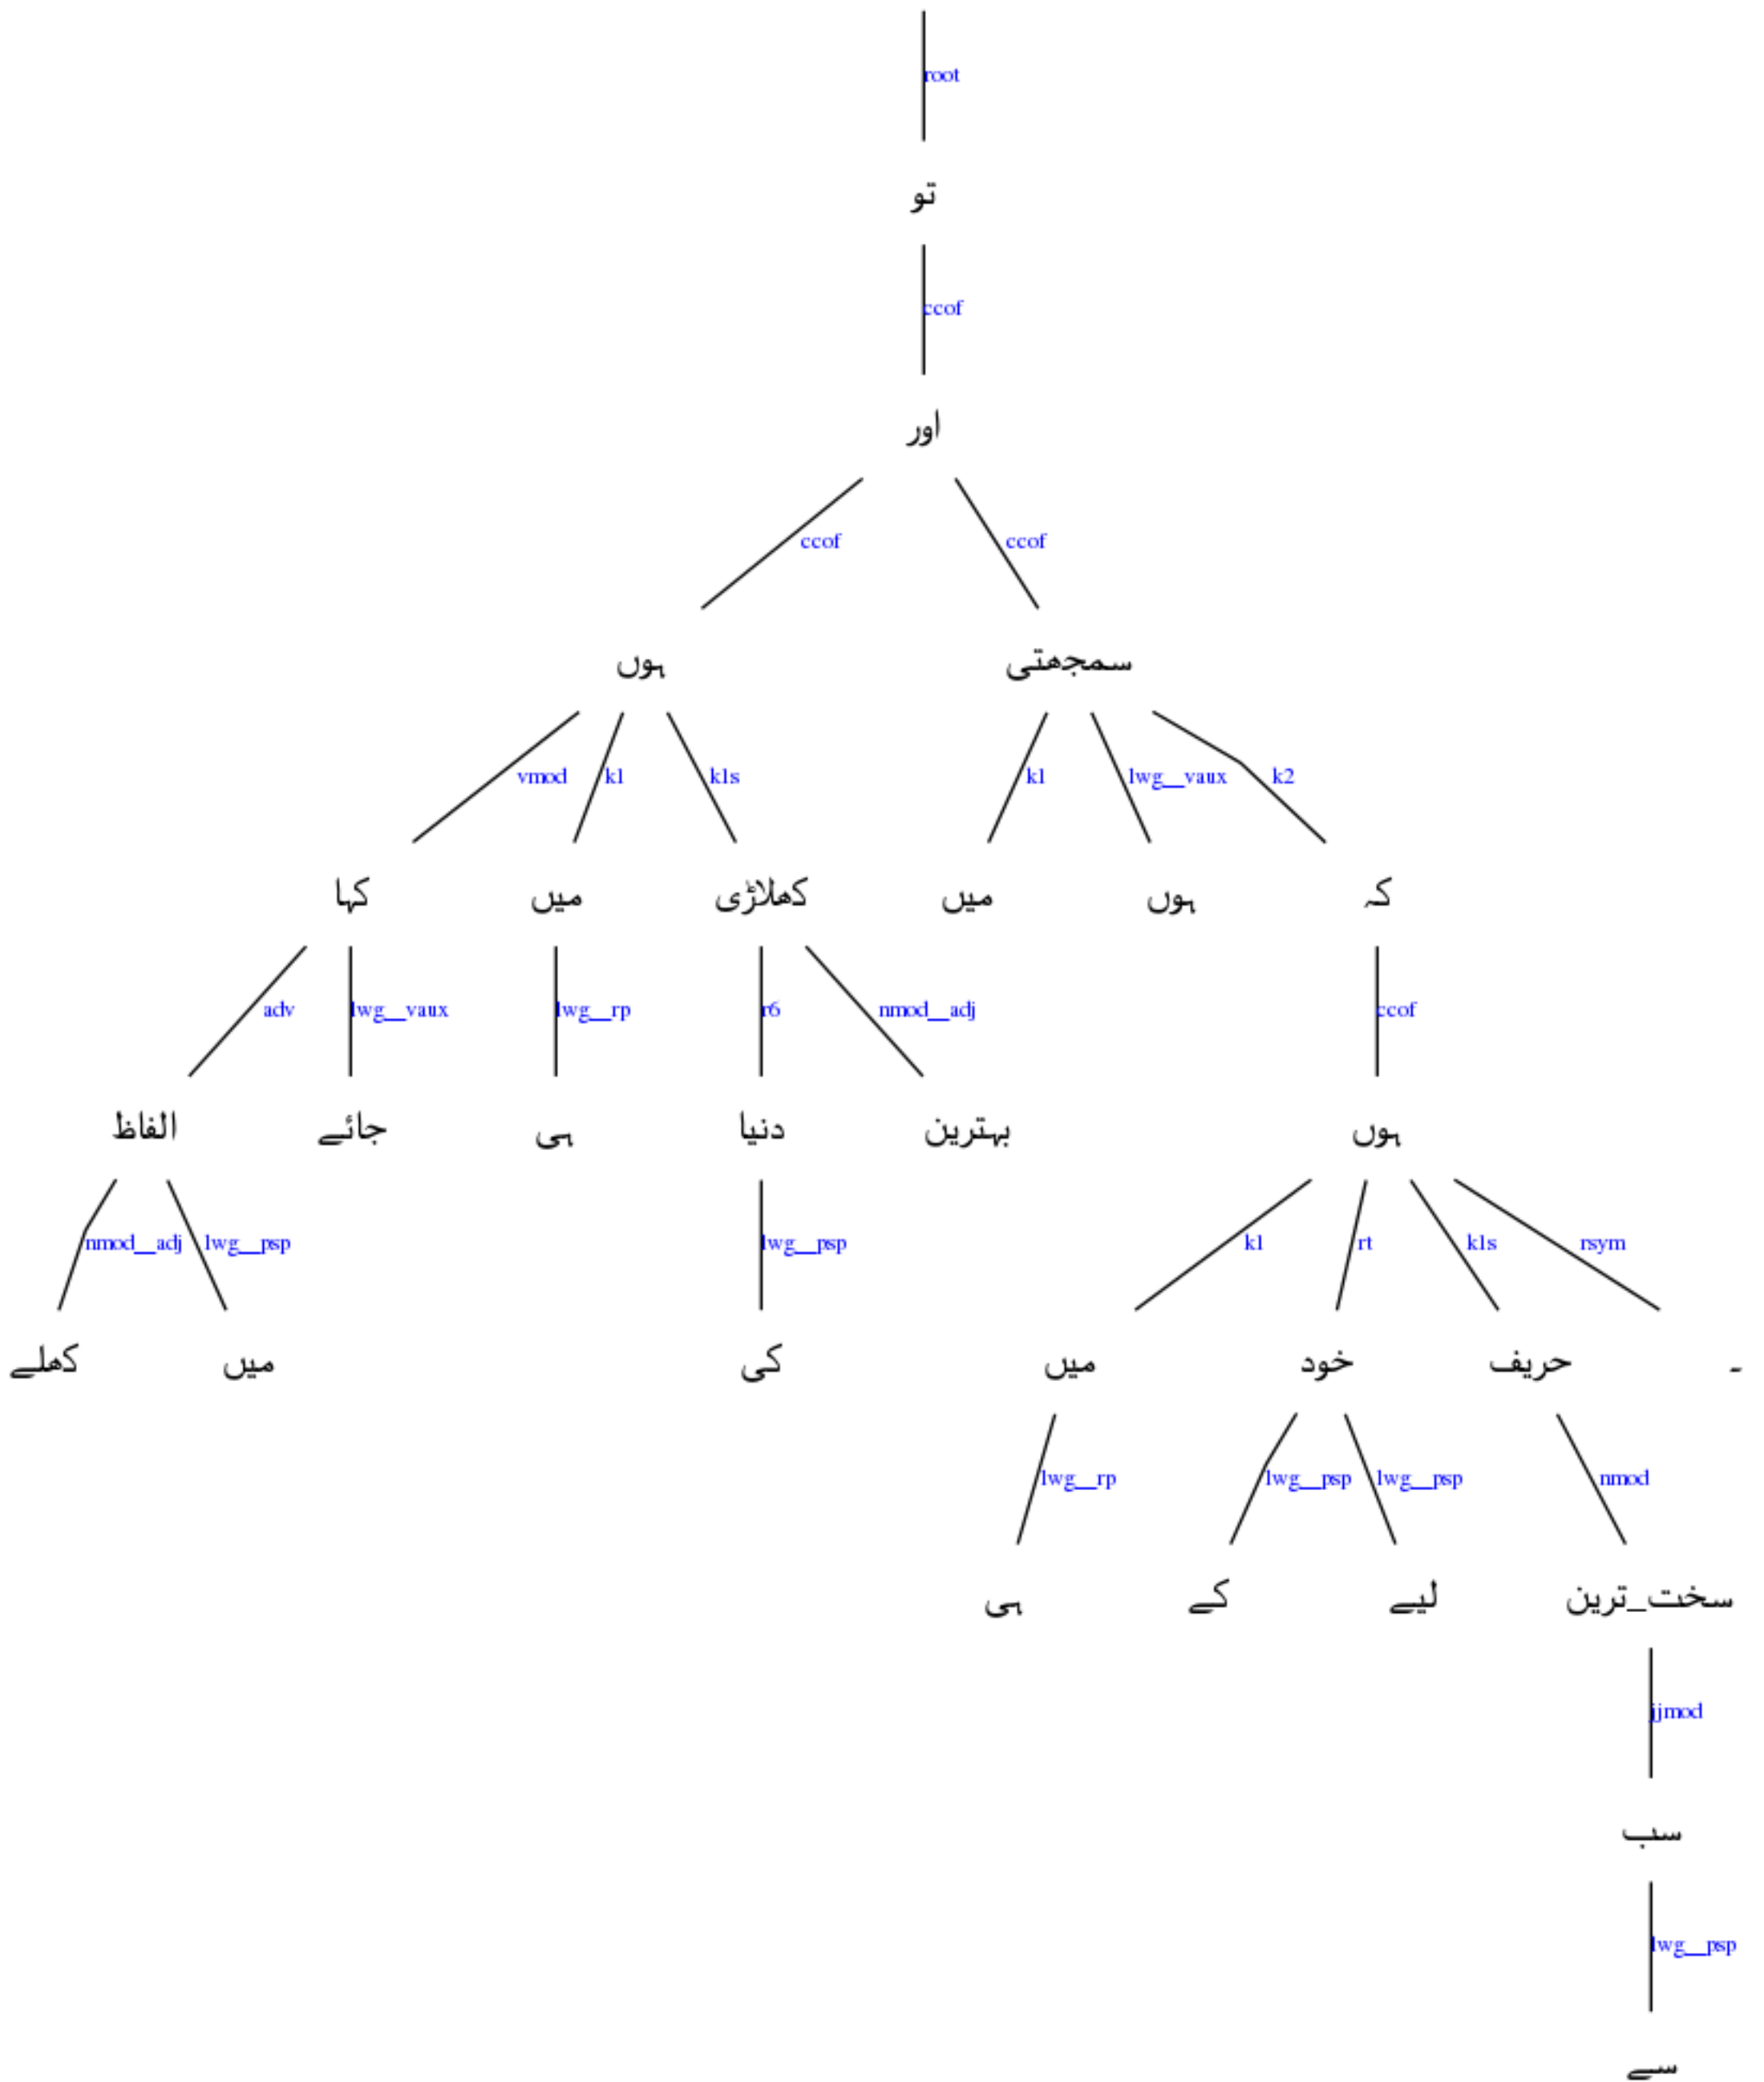 root
تو
ccof
اور
ccof ccof
ہوں سمجھتی
vmod k1 k1s k1 lwg__vaux k2
کہا میں کھلاڑی میں ہوں کہ
adv lwg__vaux lwg__rp r6 nmod__adj ccof
الفاظ جائے ہی دنیا بہترین ہوں
nmod__adj lwg__psp lwg__psp k1 rt k1s rsym
کھلے میں کی میں خود حریف ۔
lwg__rp lwg__psp lwg__psp nmod
ہی کے لیے سخت_ترین
jjmod
سب
lwg__psp
سے